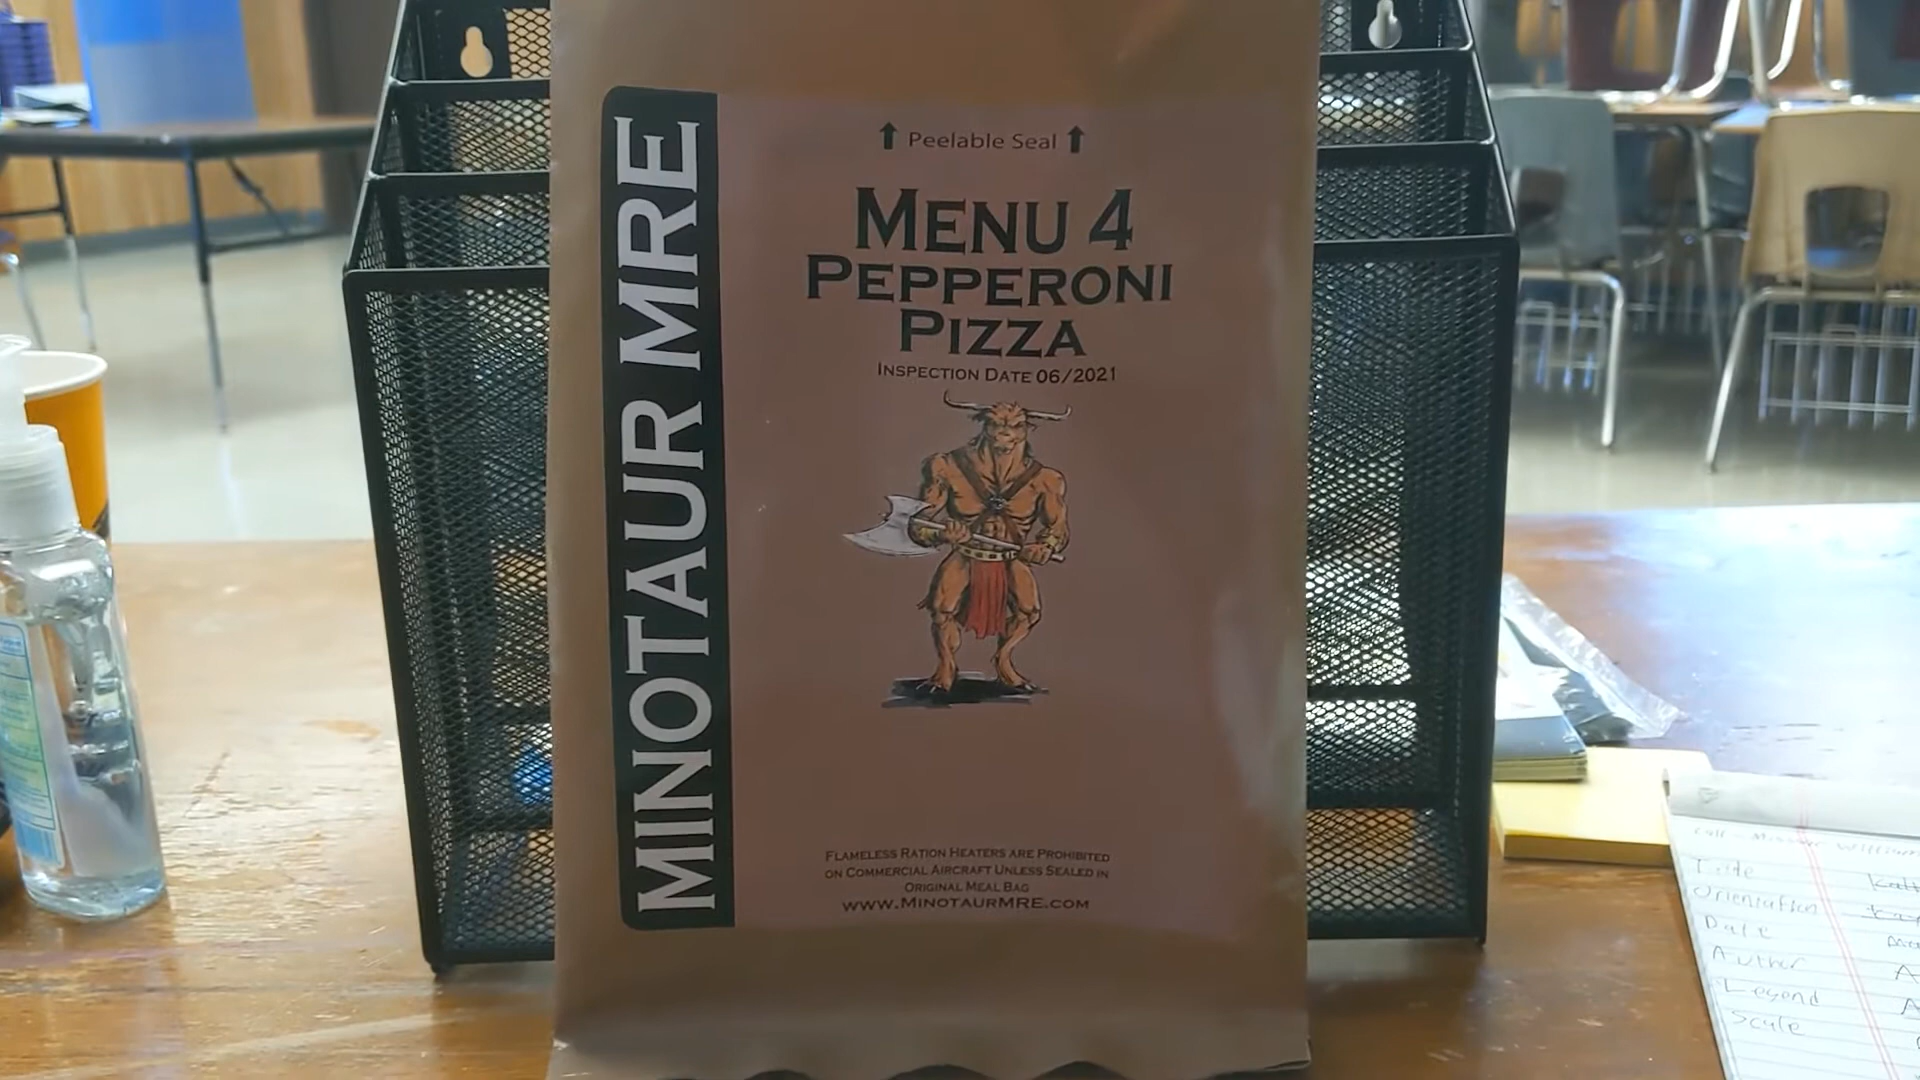 MINOTAUR MRE
Peelable Seal
MENU 4
PEPPERONI
PIZZA
INSPECTION DATE 06/2021
FLAMELESS RATION HEATERS ARE PROHIBITED
ON COMMERCIAL AIRCRAFT UNLESS SEALED IN
ORIGINAL MEAL BAG
WWW.MINOTAURMRE.COM
Title
Orientation
Date
Author
Legend
Scale